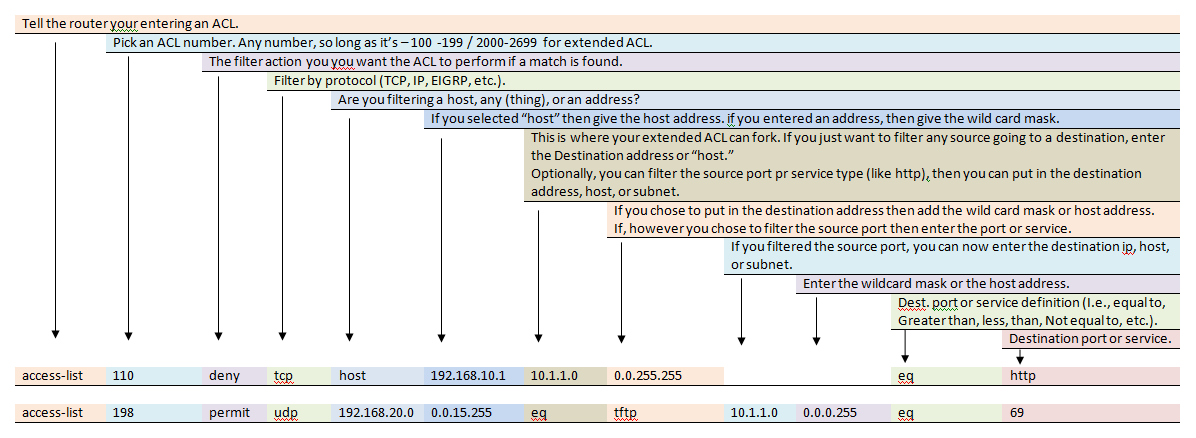 Tell the router your entering an ACL.
Pick an ACL number. Any number, so long as it's – 100 -199 / 2000-2699 for extended ACL.
The filter action you you want the ACL to perform if a match is found.
Filter by protocol (TCP, IP, EIGRP, etc.).
Are you filtering a host, any (thing), or an address?
If you selected "host" then give the host address. if you entered an address, then give the wild card mask.
This is where your extended ACL can fork. If you just want to filter any source going to a destination, enter
the Destination address or "host."
Optionally, you can filter the source port pr service type (like http), then you can put in the destination
address, host, or subnet.
If you chose to put in the destination address then add the wild card mask or host address.
If, however you chose to filter the source port then enter the port or service.
If you filtered the source port, you can now enter the destination ip, host,
or subnet.
Enter the wildcard mask or the host address.
Dest. port or service definition (I.e., equal to,
Greater than, less, than, Not equal to, etc.).
Destination port or service.
access-list 110 deny tcp host 192.168.10.1 10.1.1.0 0.0.255.255 eq http
access-list 198 permit udp 192.168.20.0 0.0.15.255 eq tftp 10.1.1.0 0.0.0.255 eq 69